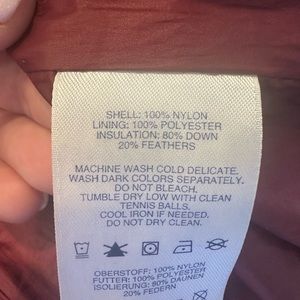 SHELL: 100% NYLON
LINING: 100% POLYESTER
INSULATION: 80% DOWN
20% FEATHERS
MACHINE WASH COLD DELICATE.
WASH DARK COLORS SEPARATELY.
DO NOT BLEACH.
TUMBLE DRY LOW WITH CLEAN
TENNIS BALLS.
COOL IRON IF NEEDED.
DO NOT DRY CLEAN.
OBERSTOFF: 100% NYLON
FUTTER: 100% POLYESTER
ISOLIERUNG: 80% DAUNEN
20% FEDERN